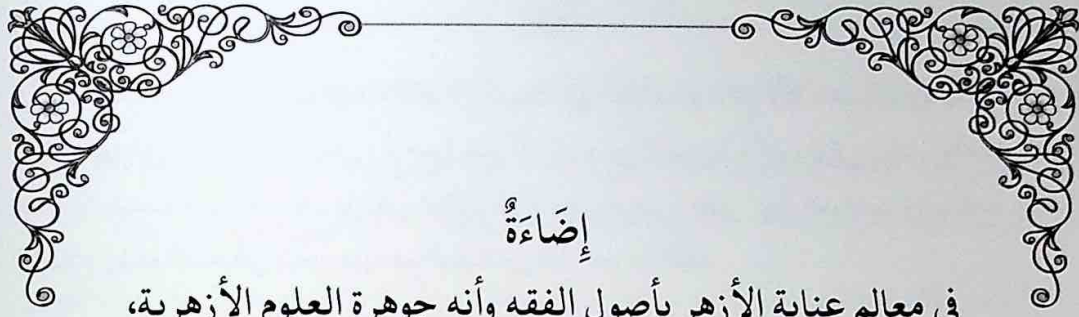 إِضَاءَةٌ
في معالم عناية الأزهر بأصول الفقه وأنه جوهرة العلوم الأزهرية،